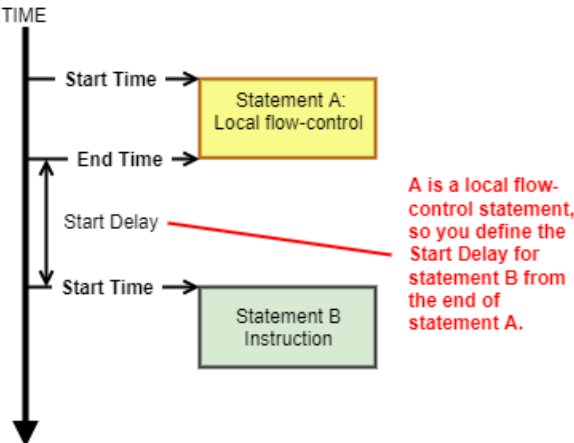 TIME
Start Time
Statement A:
Local flow-control
End Time
Start Delay
A is a local flow-
control statement,
so you define the
Start Delay for
statement B from
the end of
statement A.
Start Time
Statement B
Instruction